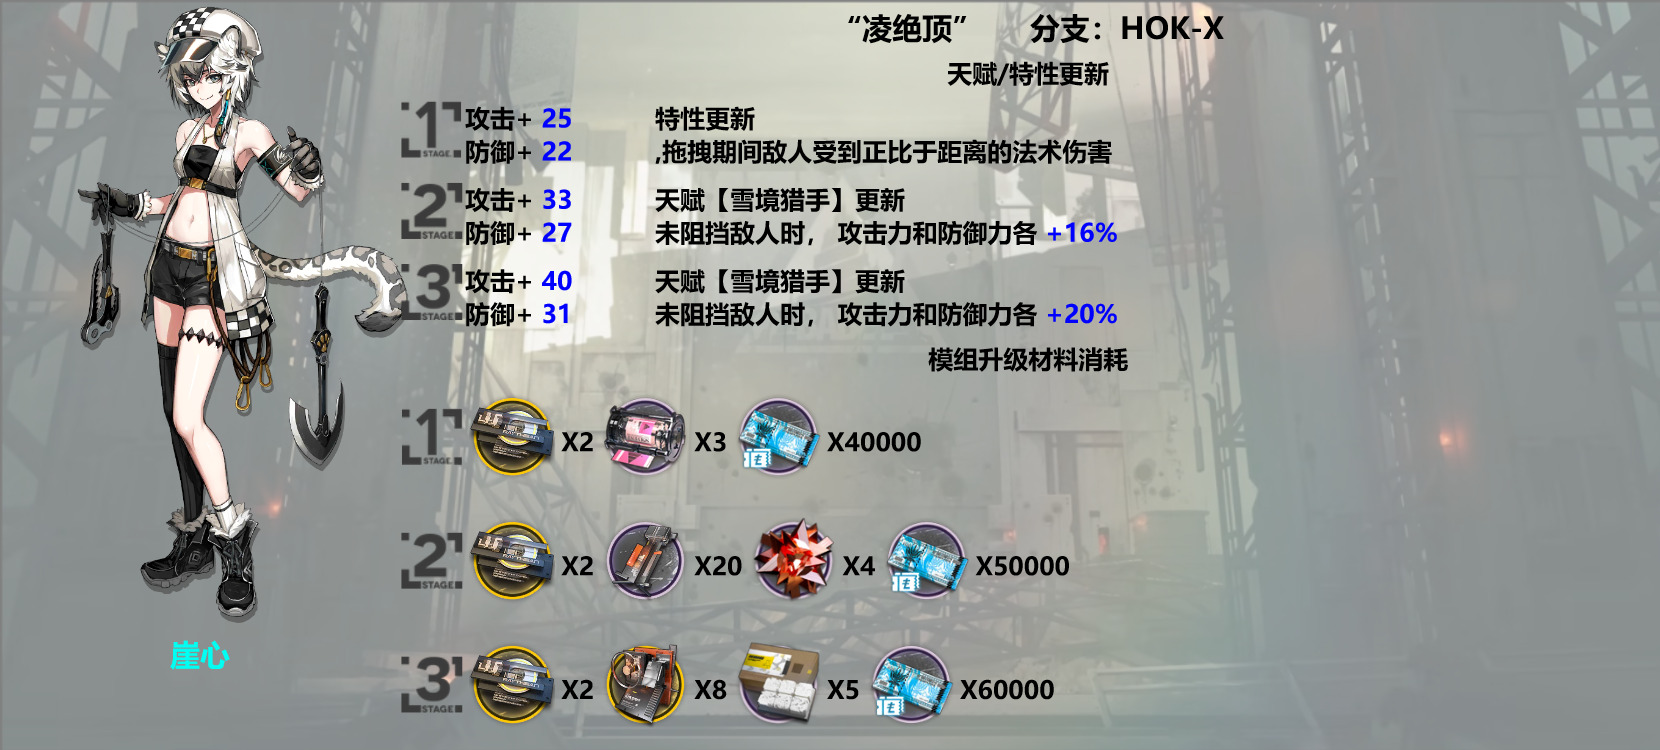 “凌绝顶” 分支：HOK-X
天赋/特性更新
1 STAGE. 攻击+ 25 特性更新
防御+ 22 ,拖拽期间敌人受到正比于距离的法术伤害
2 STAGE. 攻击+ 33 天赋【雪境猎手】更新
防御+ 27 未阻挡敌人时， 攻击力和防御力各 +16%
3 STAGE. 攻击+ 40 天赋【雪境猎手】更新
防御+ 31 未阻挡敌人时， 攻击力和防御力各 +20%
模组升级材料消耗
1 STAGE. X2 X3 X40000
2 STAGE. X2 X20 X4 X50000
3 STAGE. X2 X8 X5 X60000
崖心